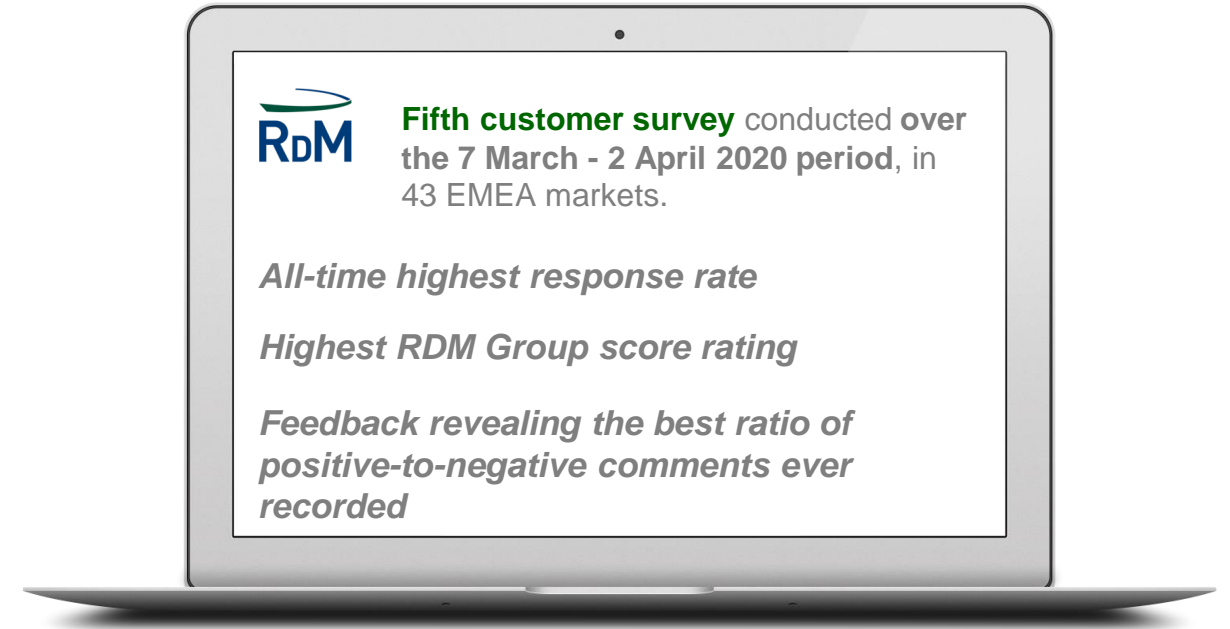 RDM
Fifth customer survey conducted over
the 7 March - 2 April 2020 period, in
43 EMEA markets.
All-time highest response rate
Highest RDM Group score rating
Feedback revealing the best ratio of
positive-to-negative comments ever
recorded